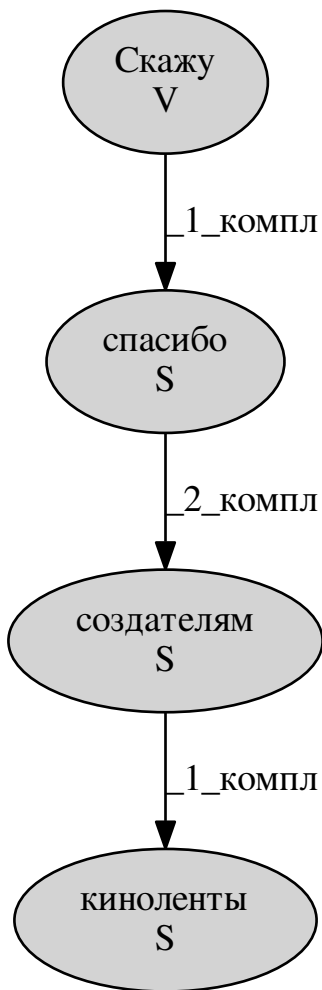 Скажу
V
_1_компл
спасибо
S
_2_компл
создателям
S
_1_компл
киноленты
S